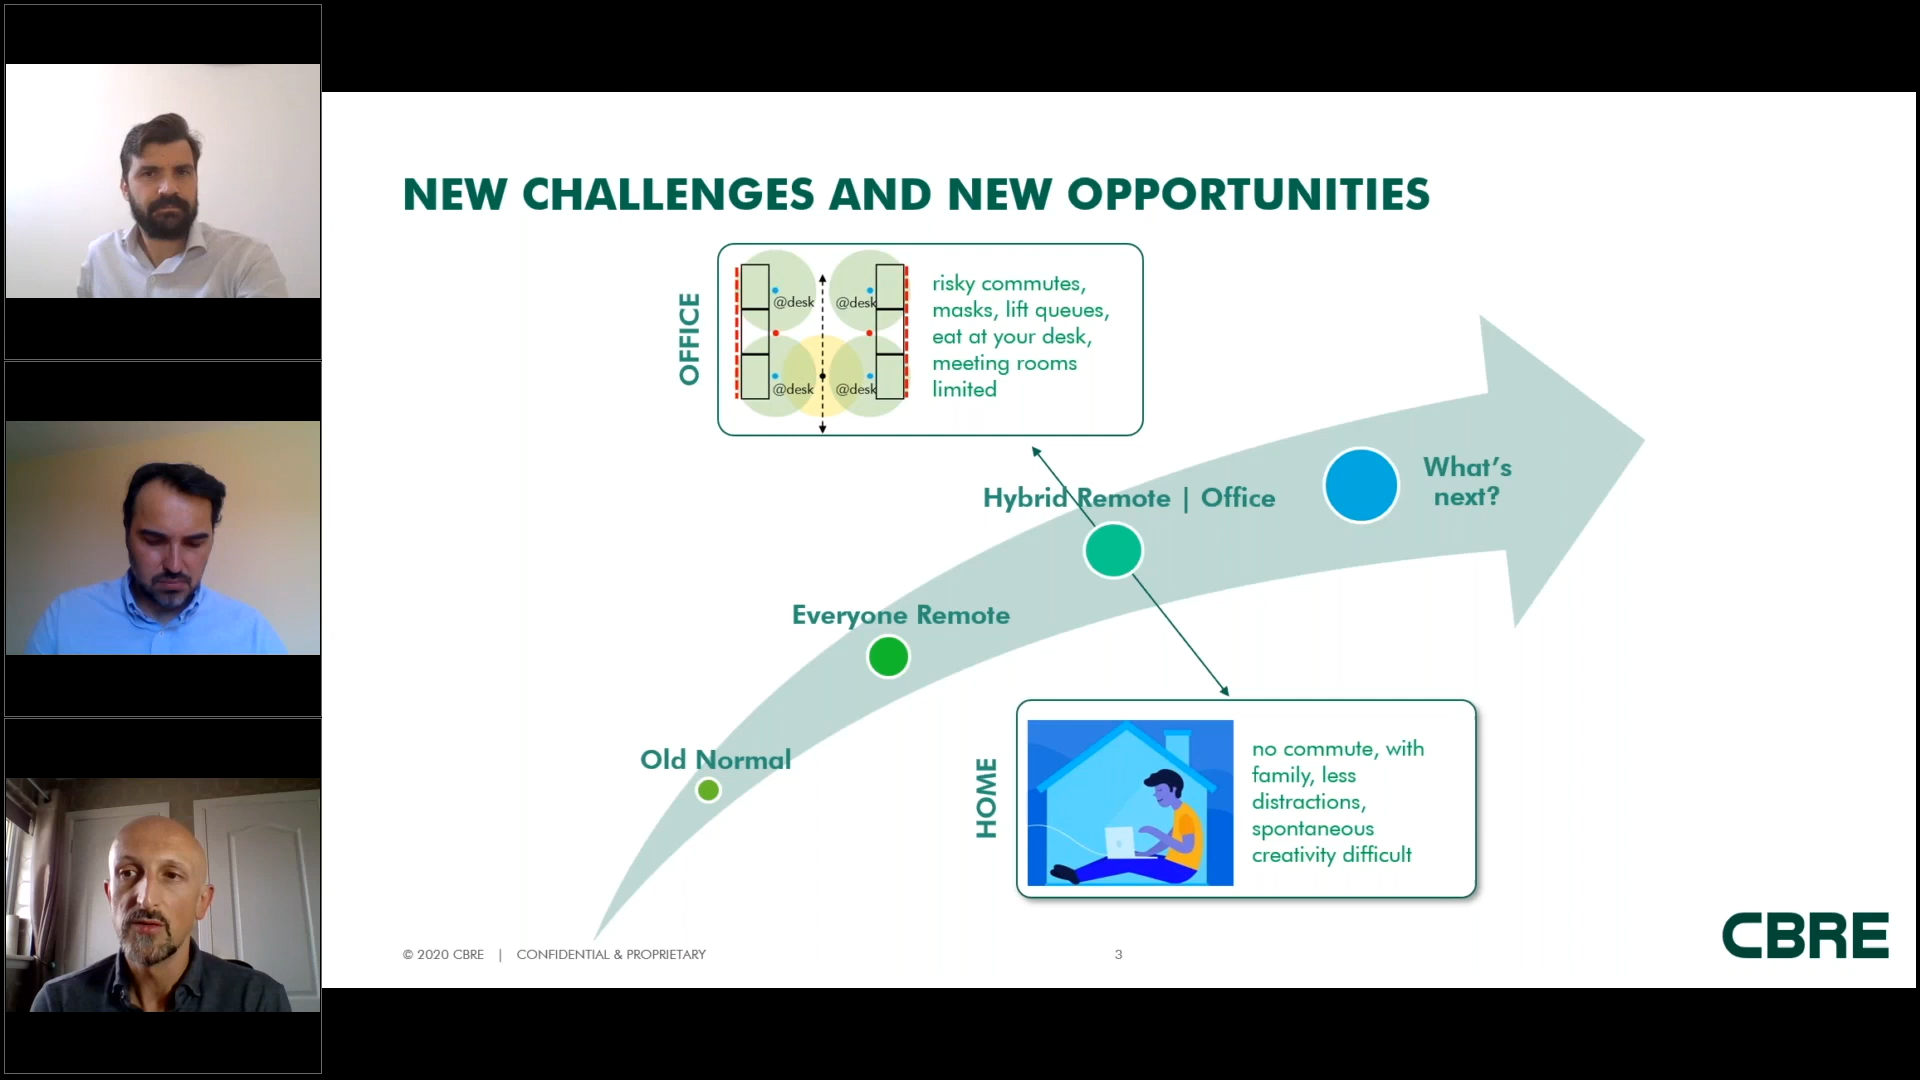 NEW CHALLENGES AND NEW OPPORTUNITIES
OFFICE
@desk
@desk
@desk
@desk
risky commutes,
masks, lift queues,
eat at your desk,
meeting rooms
limited
What's
next?
Hybrid Remote | Office
Everyone Remote
Old Normal
HOME
no commute, with
family, less
distractions,
spontaneous
creativity difficult
© 2020 CBRE | CONFIDENTIAL & PROPRIETARY
3
CBRE